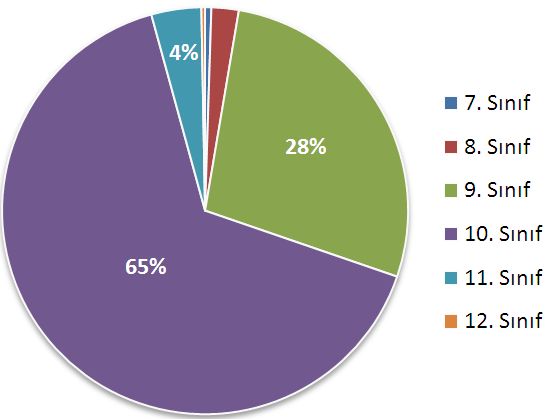 4%
28%
65%
7. Sınıf
8. Sınıf
9. Sınıf
10. Sınıf
11. Sınıf
12. Sınıf